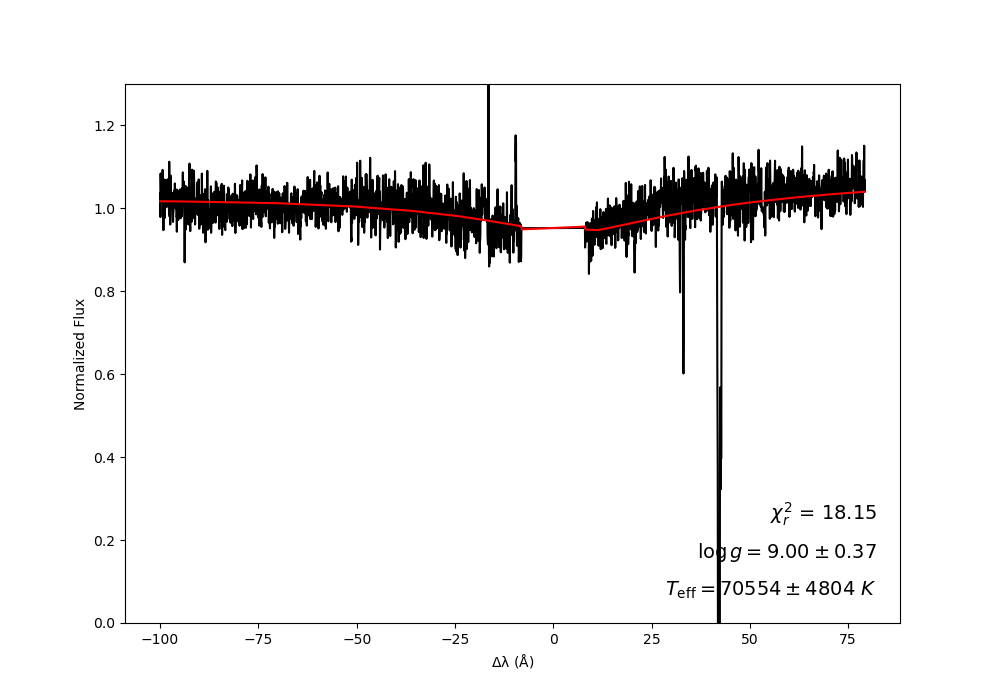 1.2
1.0
0.8
0.6
0.4
0.2
0.0
Normalized Flux
χ²ᵣ = 18.15
log g = 9.00 ± 0.37
T_eff = 70554 ± 4804 K
−100 −75 −50 −25 0 25 50 75
Δλ (Å)